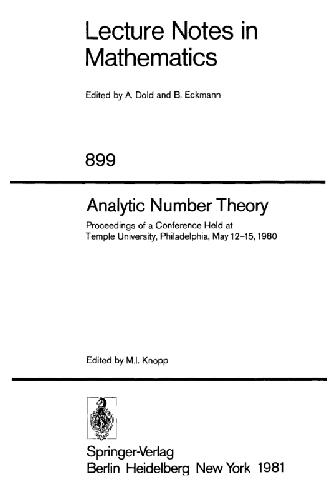 Lecture Notes in
Mathematics
Edited by A. Dold and B. Eckmann
899
Analytic Number Theory
Proceedings of a Conference Held at
Temple University, Philadelphia, May 12–15, 1980
Edited by M.I. Knopp
Springer-Verlag
Berlin Heidelberg New York 1981